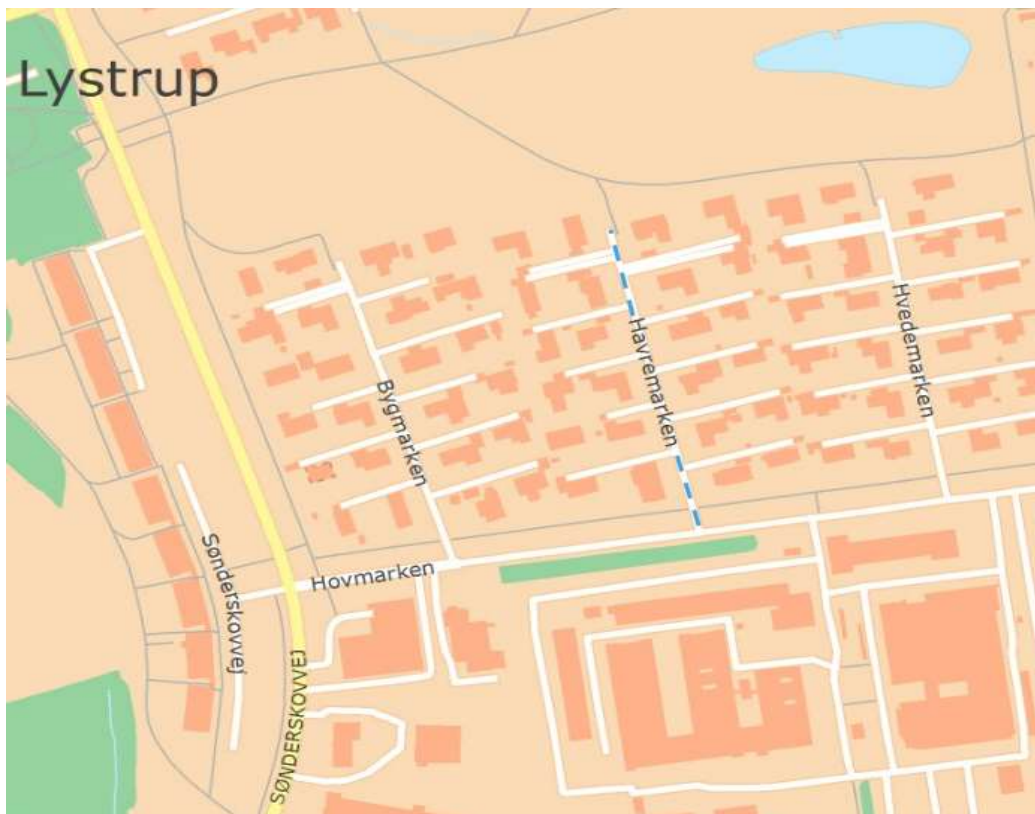 Lystrup
Havremarken
Hvedemarken
Bygmarken
Sønderskovvej
Hovmarken
SØNDERSKOVVEJ